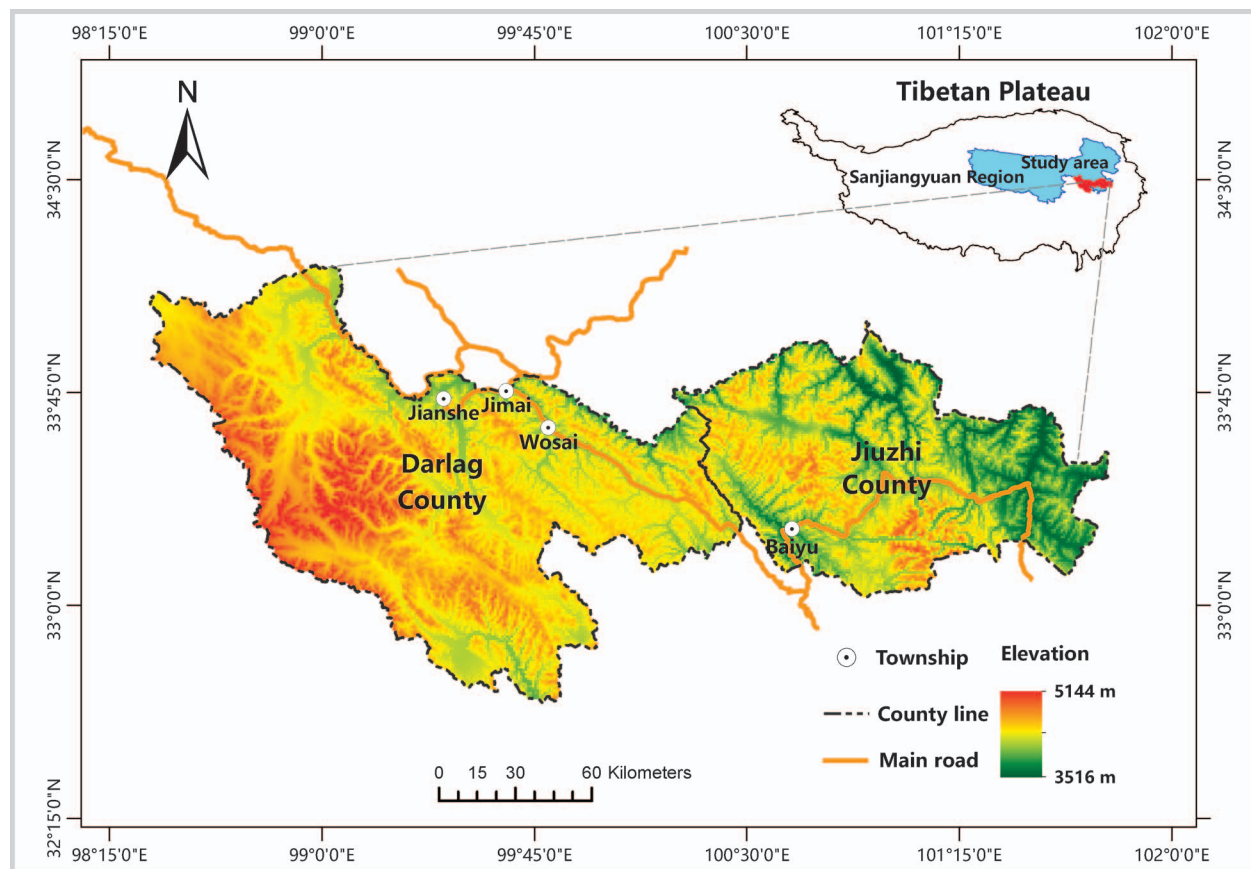 98°15'0"E 99°0'0"E 99°45'0"E 100°30'0"E 101°15'0"E 102°0'0"E
N
Tibetan Plateau
Study area
Sanjiangyuan Region
34°30'0"N
34°30'0"N
33°45'0"N
33°45'0"N
Jianshe
Jimai
Wosai
Darlag
County
Jiuzhi
County
Baiyu
33°0'0"N
33°0'0"N
Township
County line
Main road
Elevation
5144 m
3516 m
0 15 30 60 Kilometers
32°15'0"N
32°15'0"N
98°15'0"E 99°0'0"E 99°45'0"E 100°30'0"E 101°15'0"E 102°0'0"E